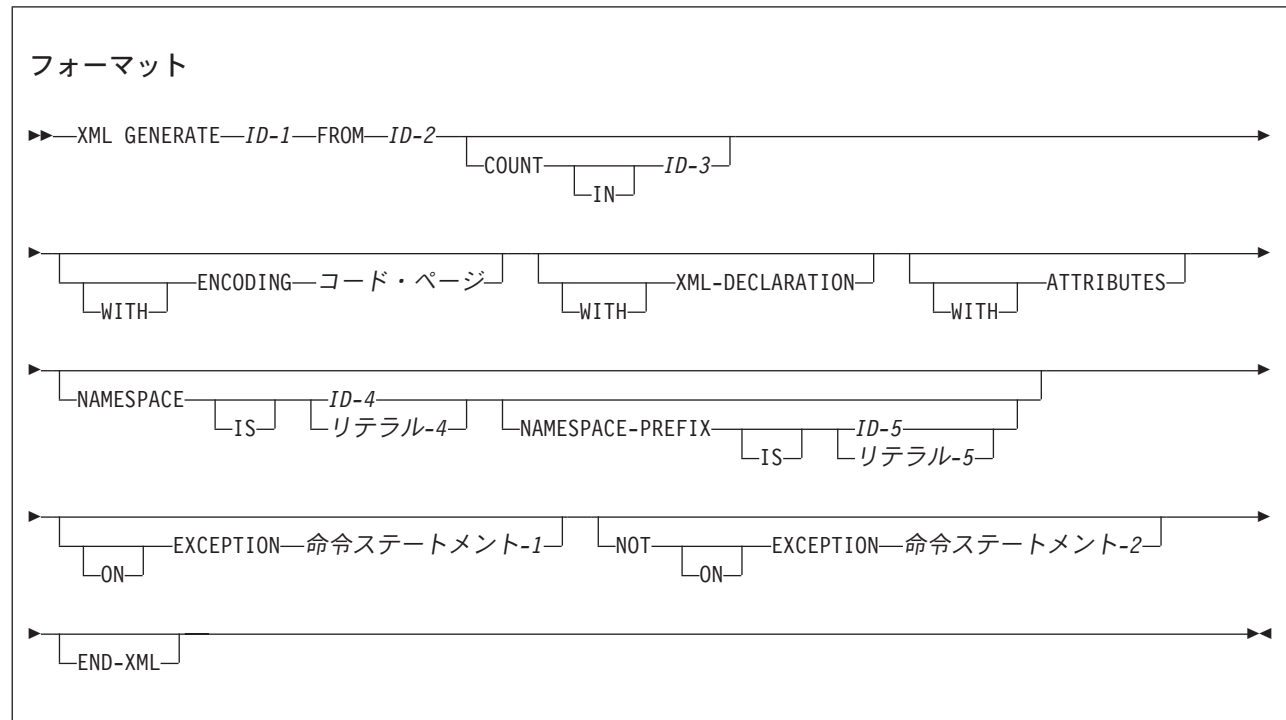 フォーマット
XML GENERATE ID-1 FROM ID-2
COUNT ID-3
IN
ENCODING コード・ページ XML-DECLARATION ATTRIBUTES
WITH WITH WITH
NAMESPACE ID-4 NAMESPACE-PREFIX ID-5
IS リテラル-4 IS リテラル-5
EXCEPTION 命令ステートメント-1 NOT EXCEPTION 命令ステートメント-2
ON ON
END-XML